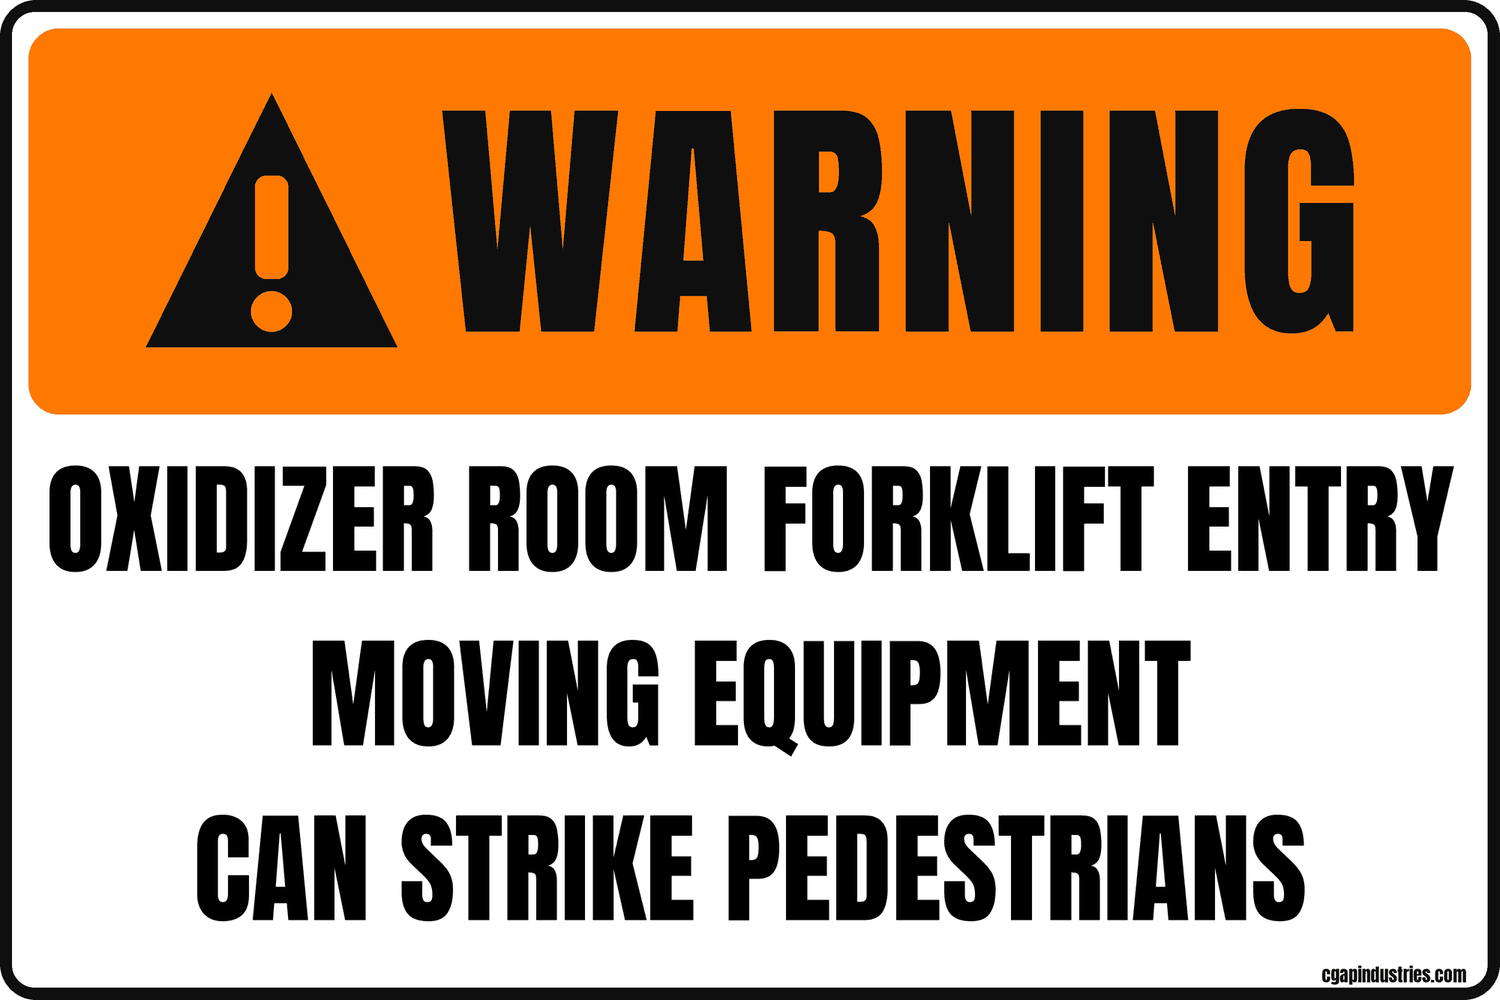 WARNING
OXIDIZER ROOM FORKLIFT ENTRY
MOVING EQUIPMENT
CAN STRIKE PEDESTRIANS
cgapindustries.com